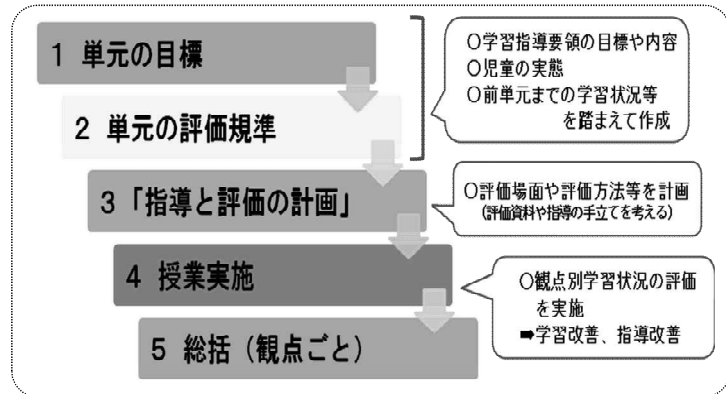 1 単元の目標
2 単元の評価規準
3「指導と評価の計画」
4 授業実施
5 総括（観点ごと）
○学習指導要領の目標や内容
○児童の実態
○前単元までの学習状況等
を踏まえて作成
○評価場面や評価方法等を計画
（評価資料や指導の手立てを考える）
○観点別学習状況の評価
を実施
➡学習改善、指導改善